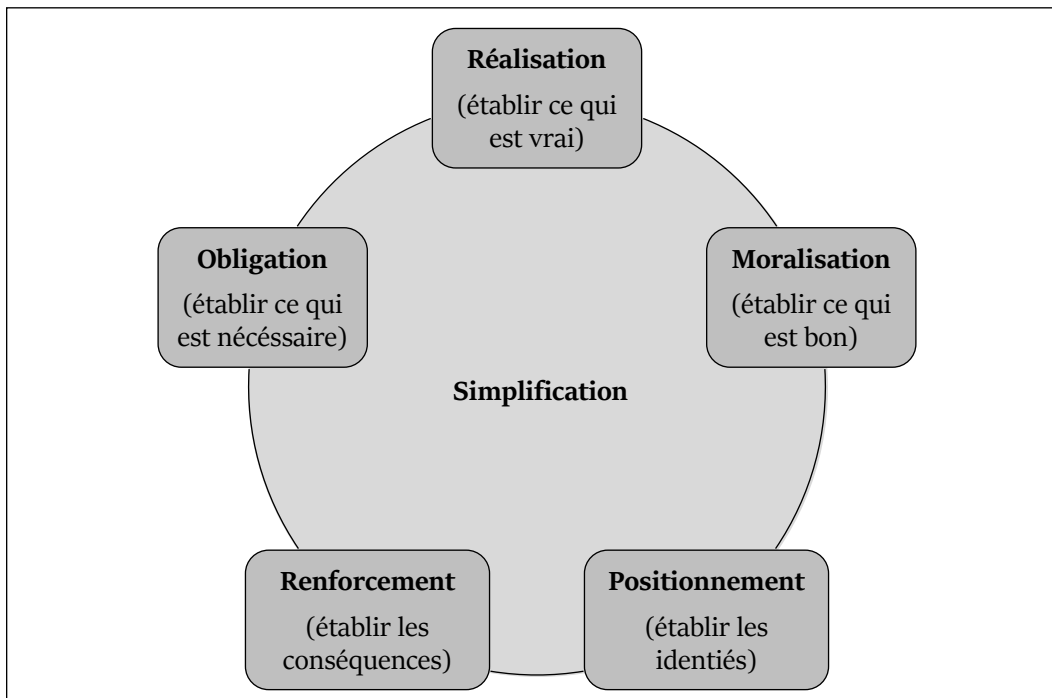 Réalisation
(établir ce qui
est vrai)
Obligation
(établir ce qui
est nécéssaire)
Moralisation
(établir ce qui
est bon)
Simplification
Renforcement
(établir les
conséquences)
Positionnement
(établir les
identiés)